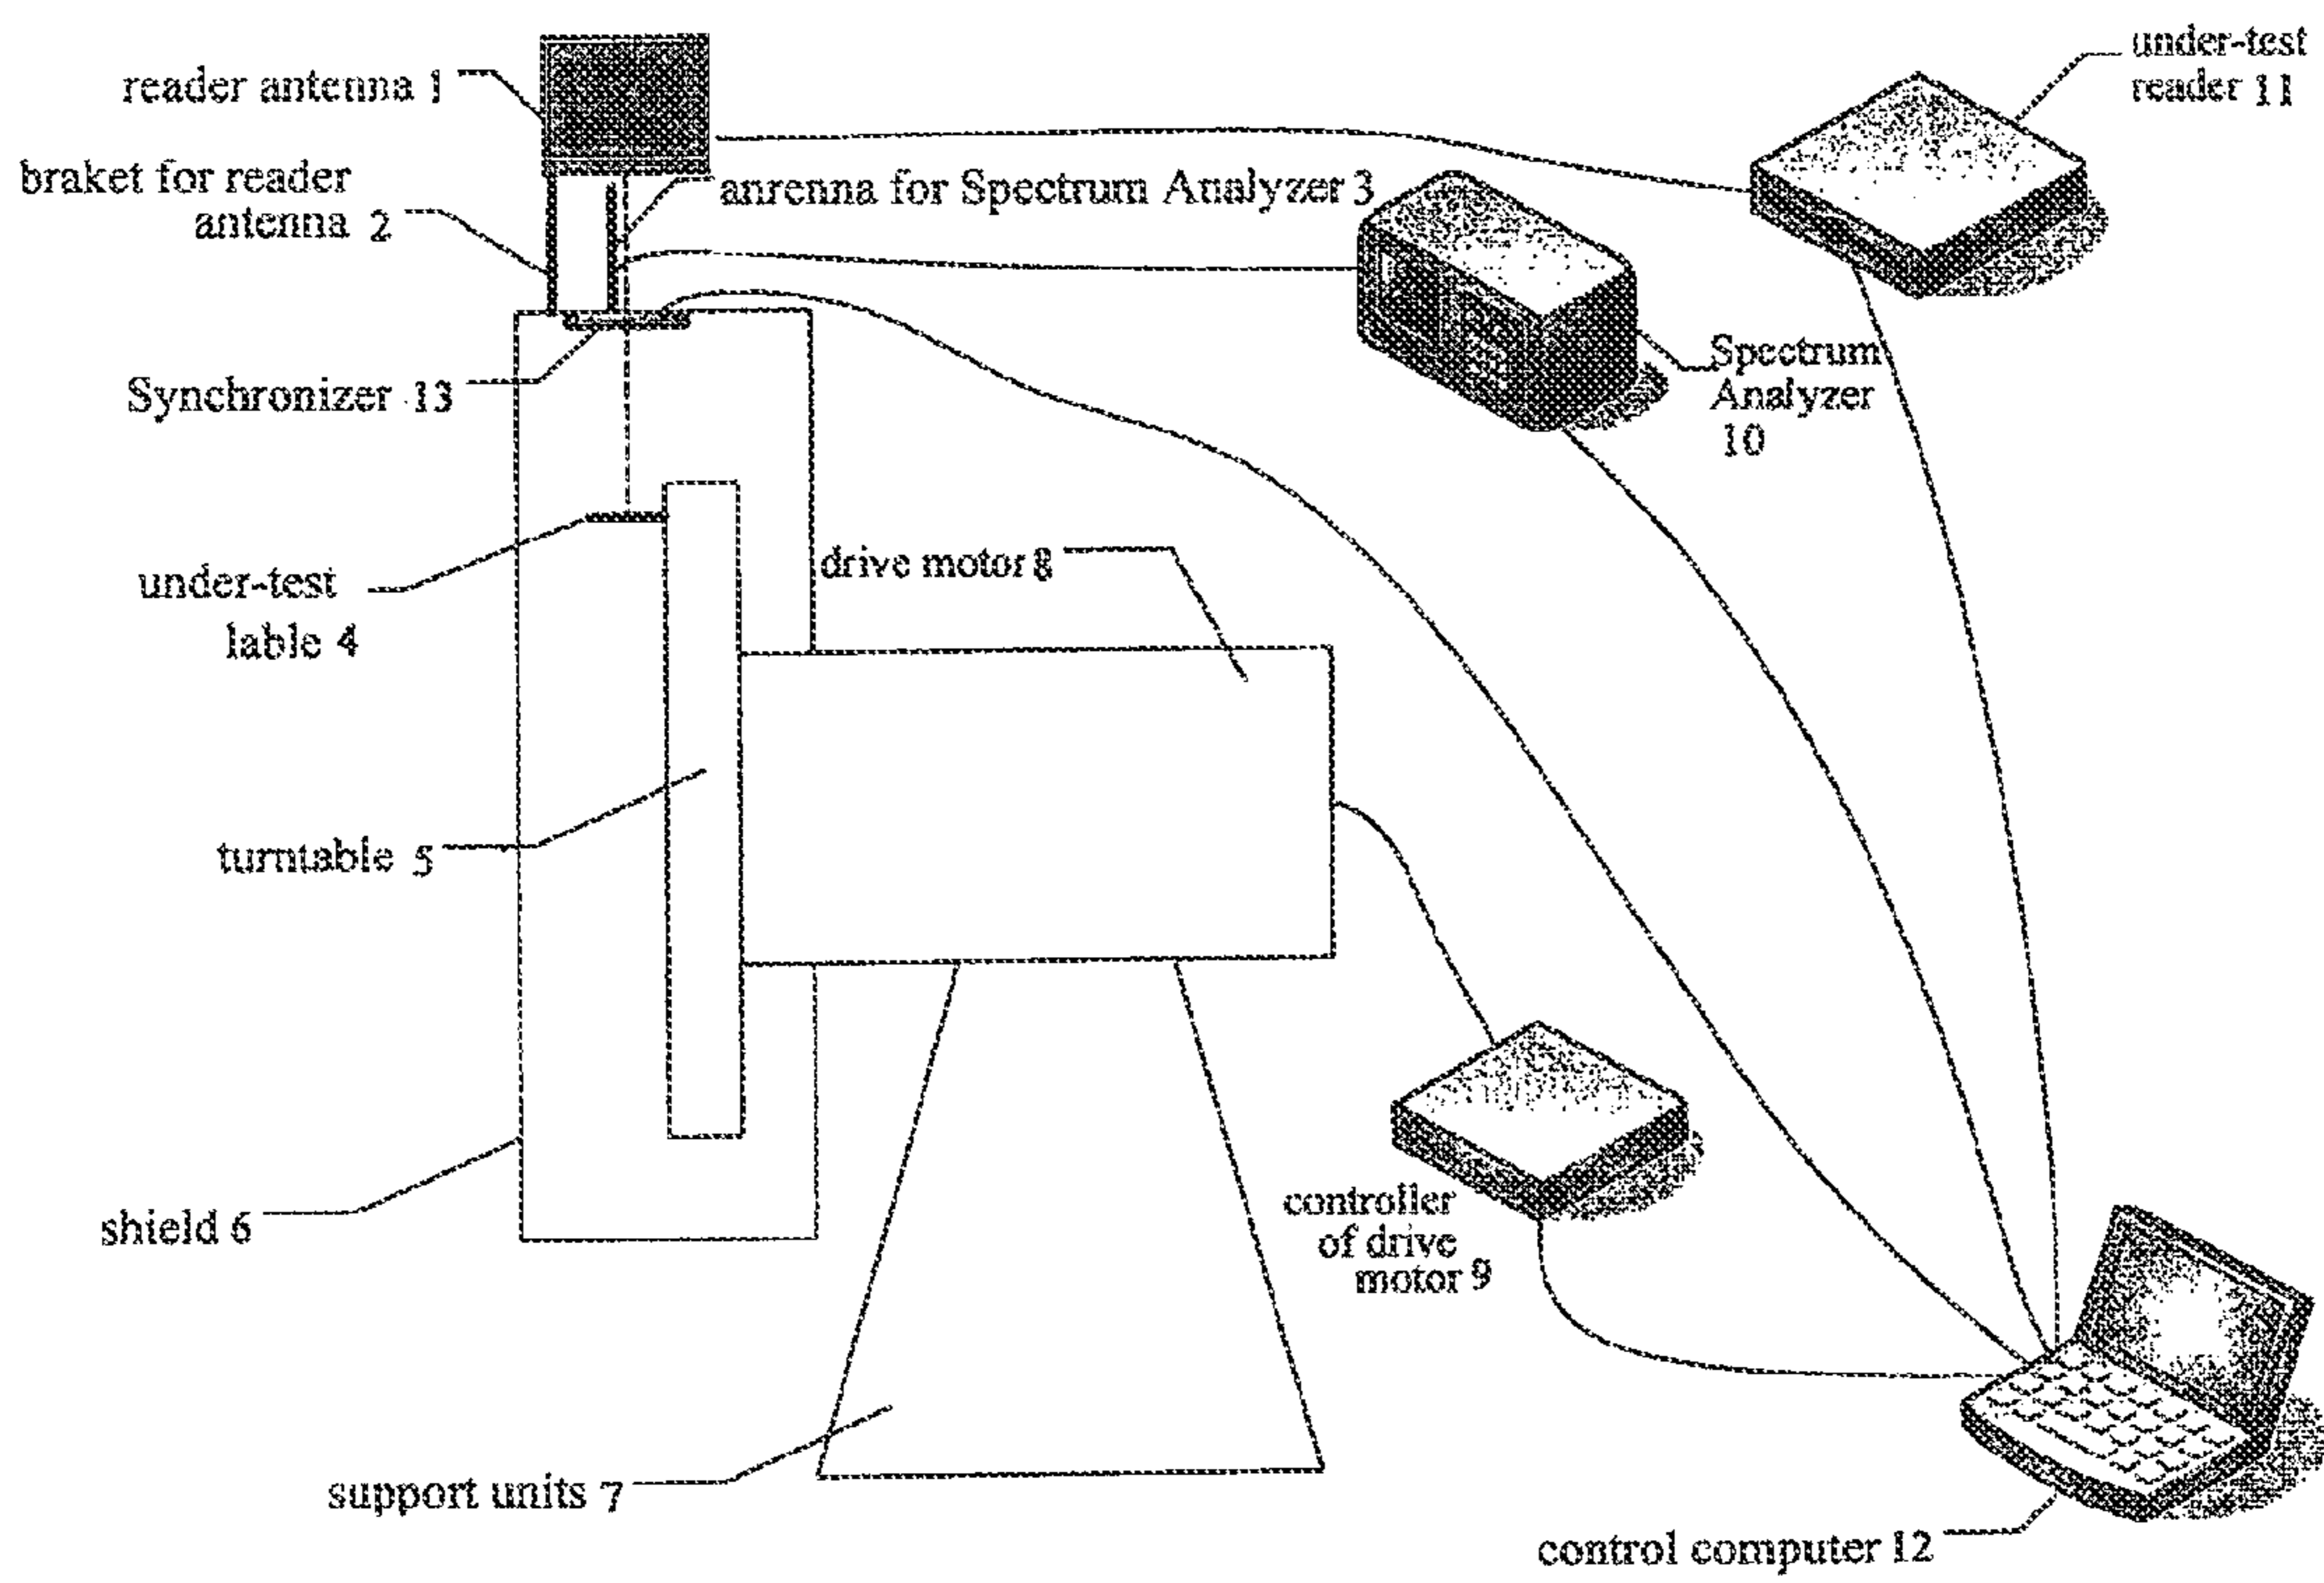 reader antenna 1
under-test
reader 11
braket for reader
antenna 2
anrenna for Spectrum Analyzer 3
Spectrum
Analyzer
10
Synchronizer 13
drive motor 8
under-test
lable 4
turntable 5
controller
of drive
motor 9
shield 6
support units 7
control computer 12